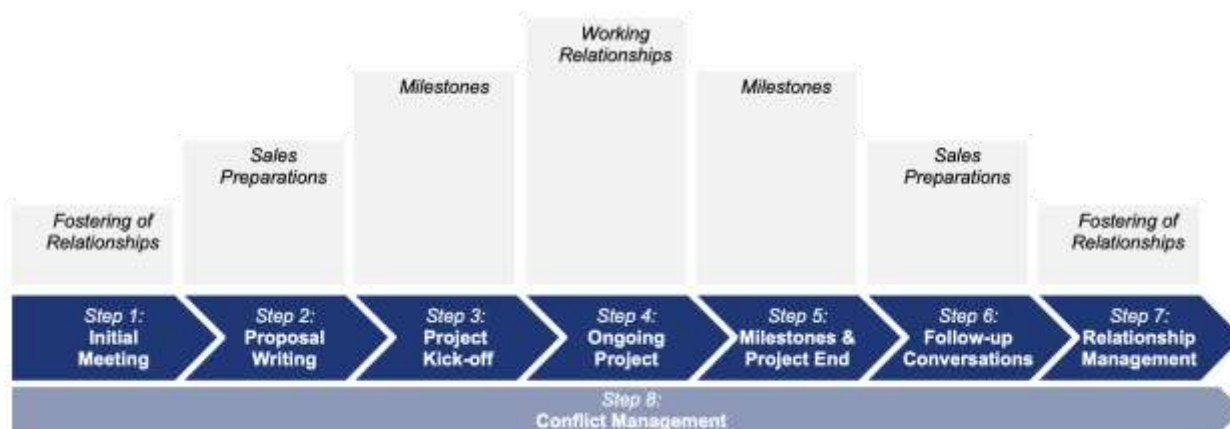 Working
Relationships
Milestones
Milestones
Sales
Preparations
Sales
Preparations
Fostering of
Relationships
Fostering of
Relationships
Step 1:
Initial
Meeting
Step 2:
Proposal
Writing
Step 3:
Project
Kick-off
Step 4:
Ongoing
Project
Step 5:
Milestones &
Project End
Step 6:
Follow-up
Conversations
Step 7:
Relationship
Management
Step 8:
Conflict Management